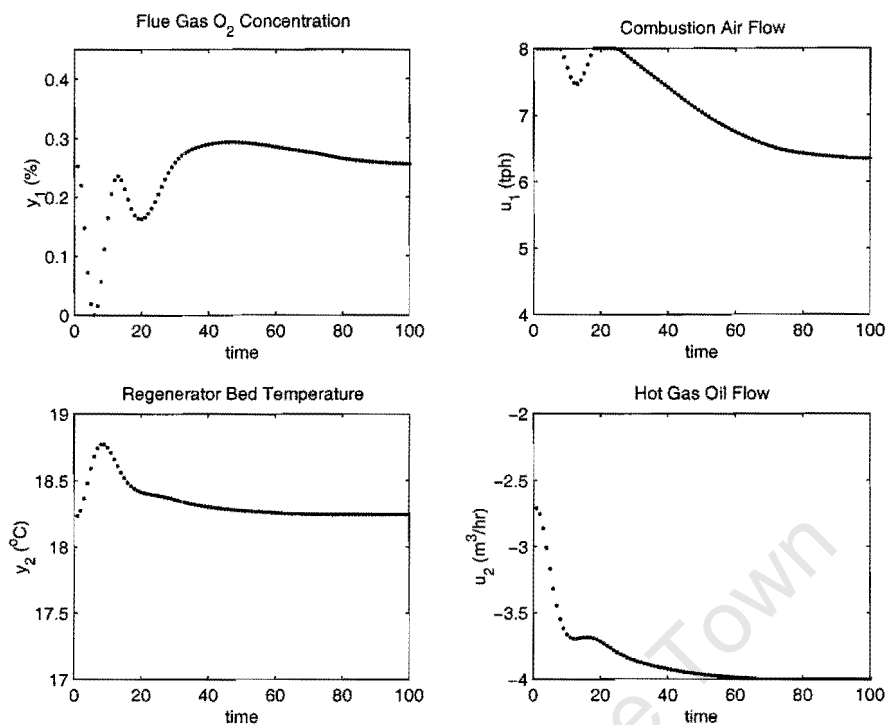 Flue Gas O2 Concentration
0.4
0.3
0.2
0.1
0
y1 (%)
0 20 40 60 80 100
time
Combustion Air Flow
8
7
6
5
4
u1 (tph)
0 20 40 60 80 100
time
Regenerator Bed Temperature
19
18.5
18
17.5
17
y2 (°C)
0 20 40 60 80 100
time
Hot Gas Oil Flow
-2
-2.5
-3
-3.5
-4
u2 (m3/hr)
0 20 40 60 80 100
time
Town